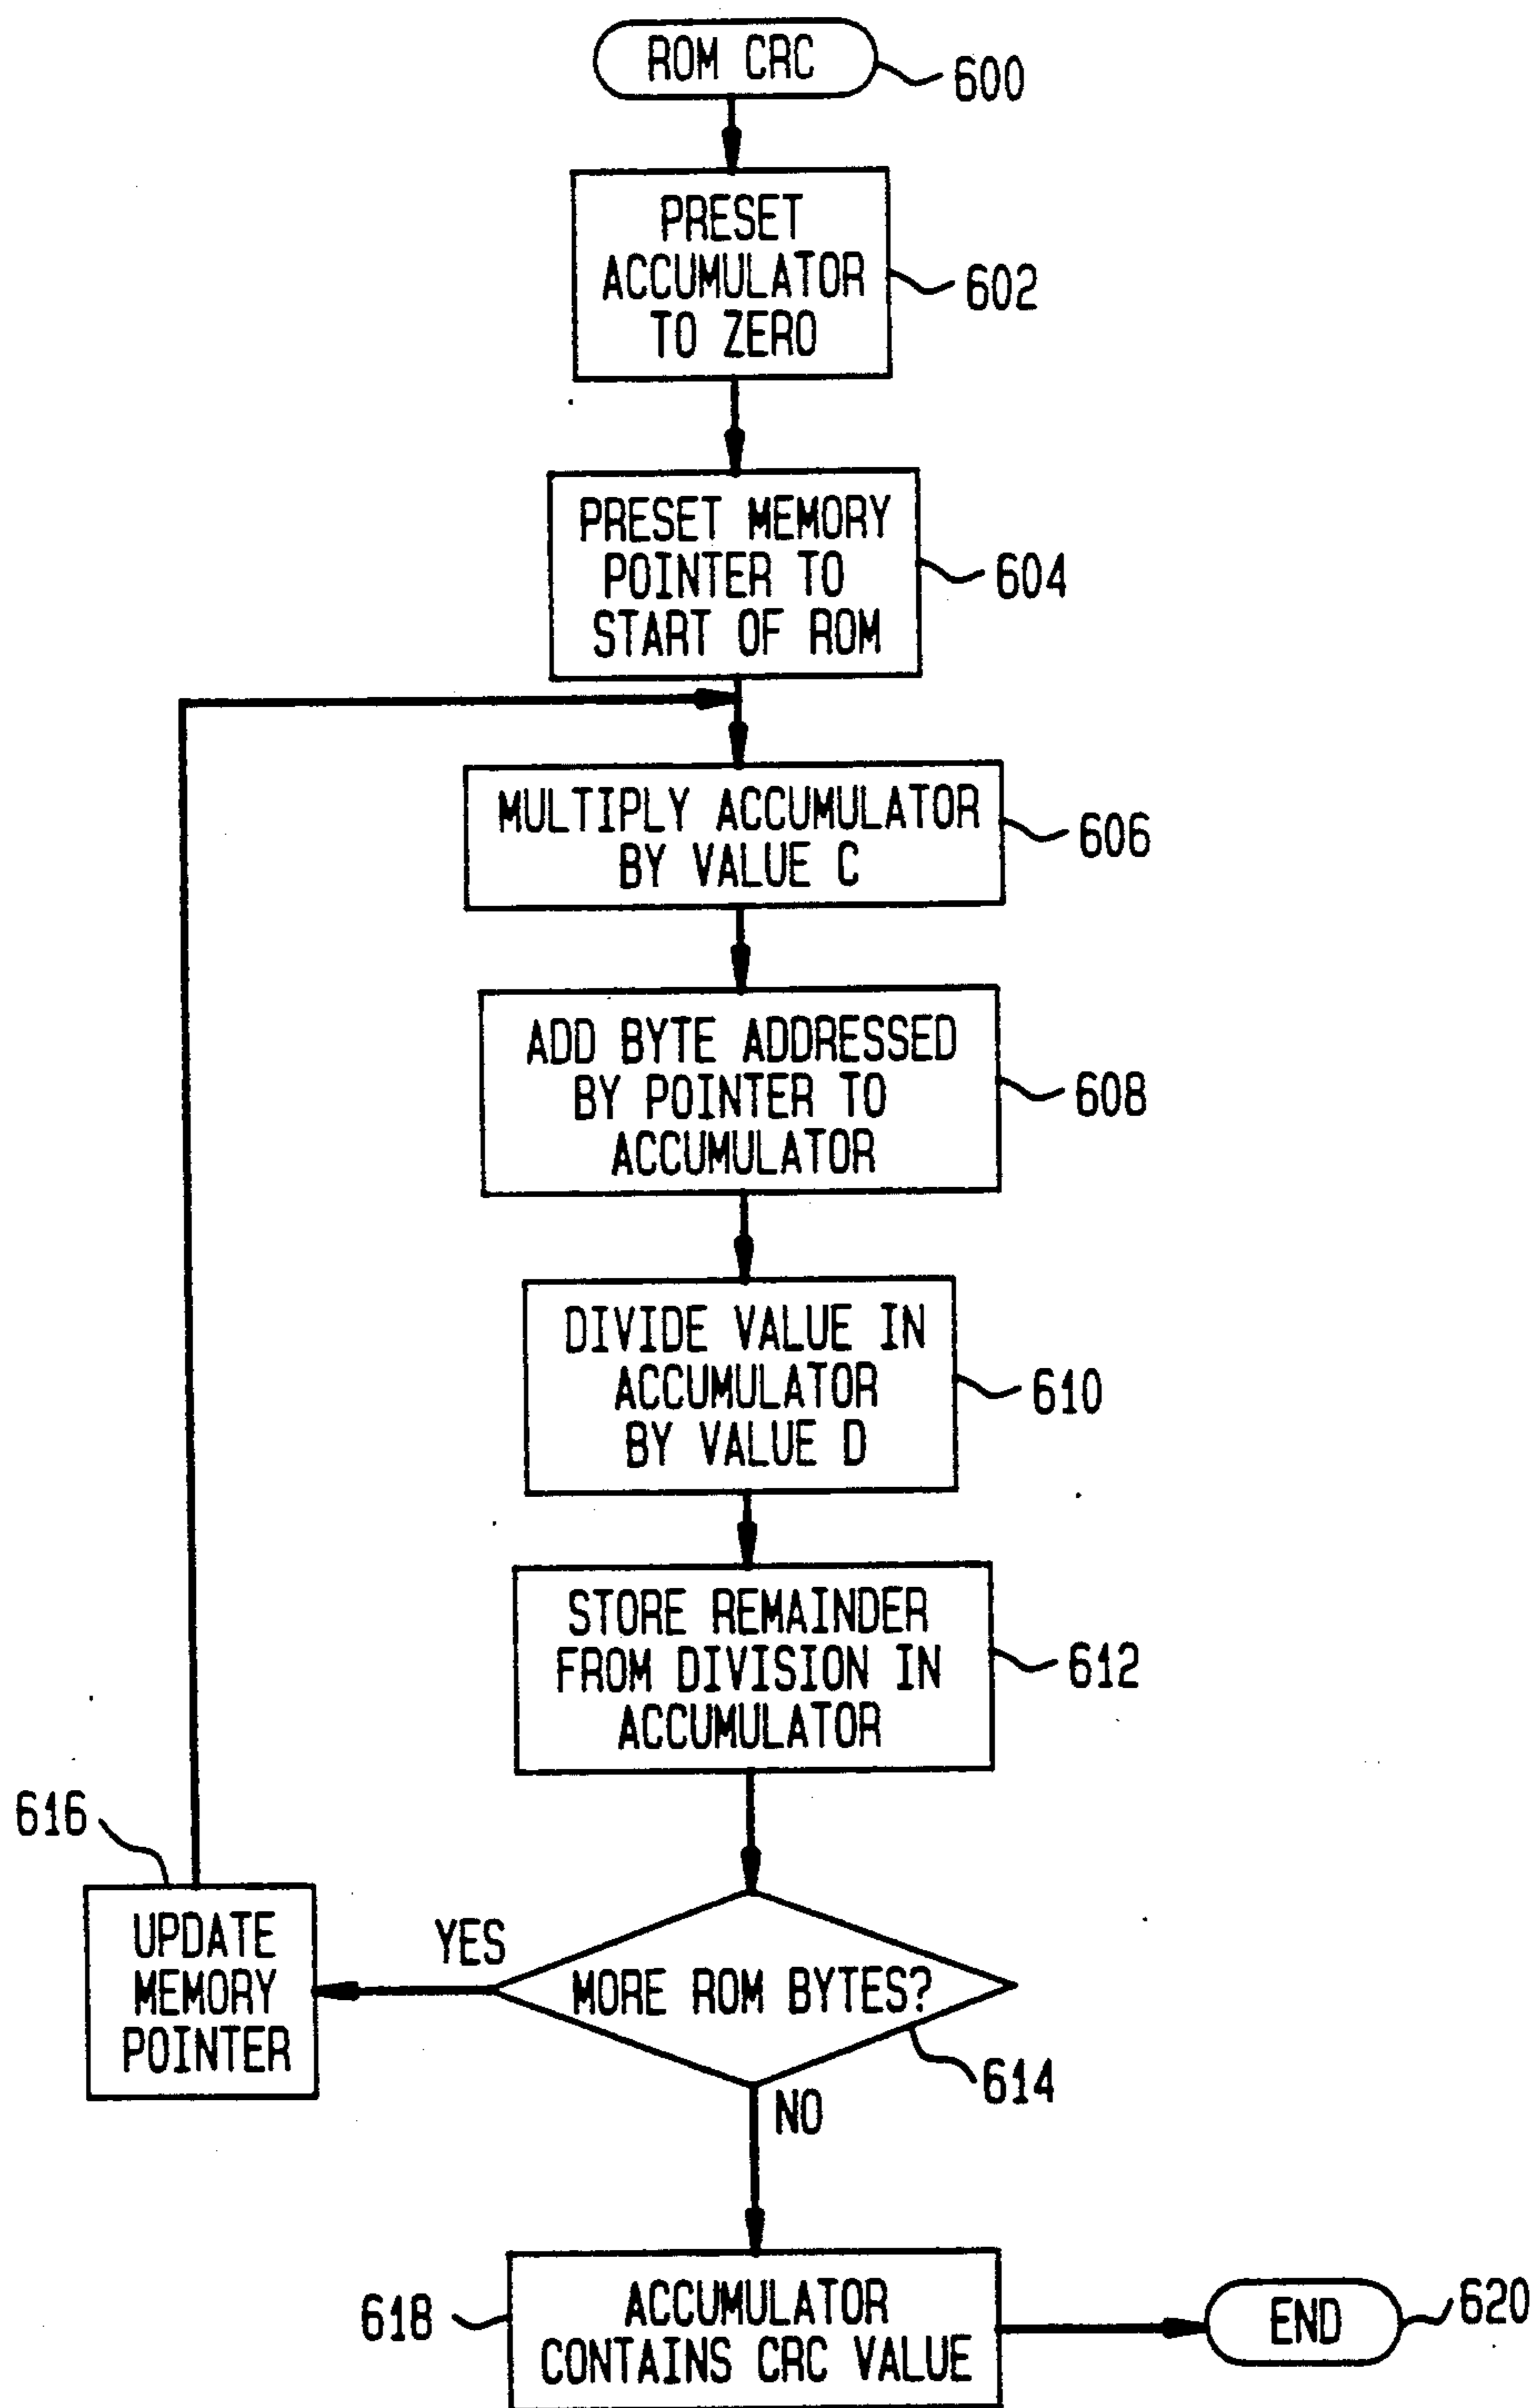 ROM CRC
600
PRESET
ACCUMULATOR
TO ZERO
602
PRESET MEMORY
POINTER TO
START OF ROM
604
MULTIPLY ACCUMULATOR
BY VALUE C
606
ADD BYTE ADDRESSED
BY POINTER TO
ACCUMULATOR
608
DIVIDE VALUE IN
ACCUMULATOR
BY VALUE D
610
STORE REMAINDER
FROM DIVISION IN
ACCUMULATOR
612
MORE ROM BYTES?
614
YES
616
UPDATE
MEMORY
POINTER
NO
618
ACCUMULATOR
CONTAINS CRC VALUE
END
620